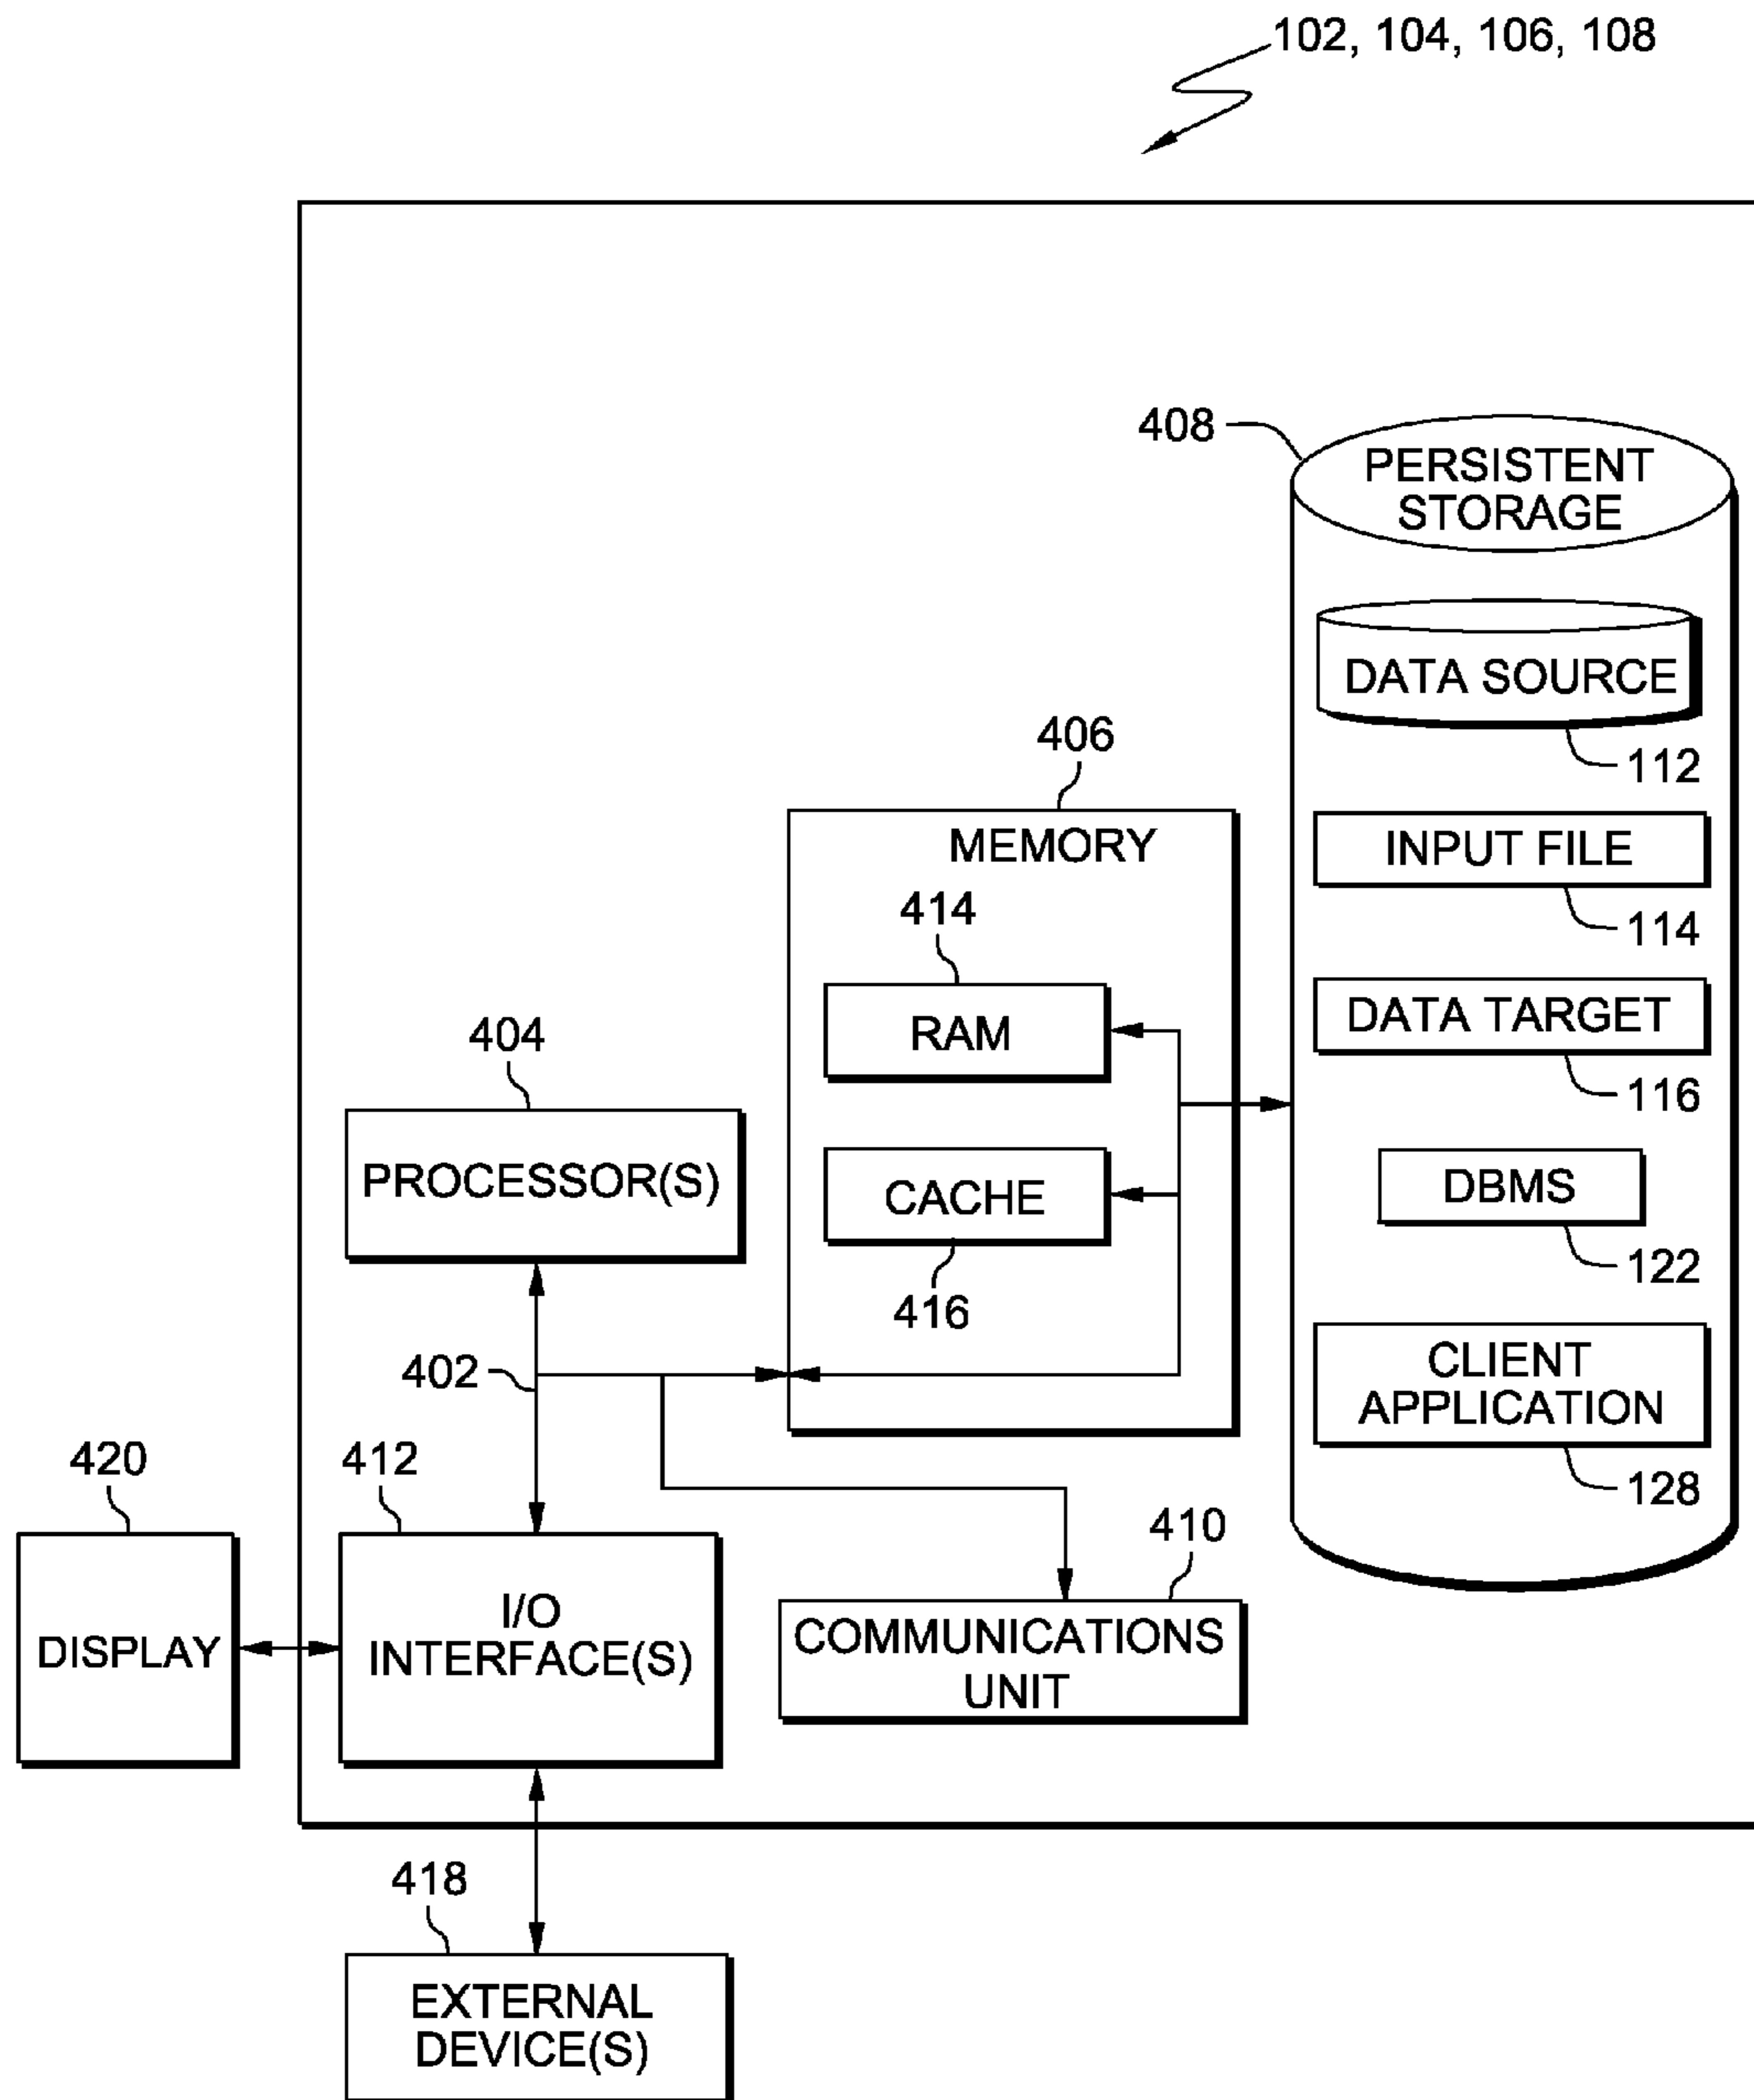 102, 104, 106, 108
408
PERSISTENT
STORAGE
DATA SOURCE
112
406
MEMORY
INPUT FILE
114
414
RAM
DATA TARGET
116
404
PROCESSOR(S)
CACHE
416
DBMS
122
402
CLIENT
APPLICATION
128
420
DISPLAY
412
I/O
INTERFACE(S)
410
COMMUNICATIONS
UNIT
418
EXTERNAL
DEVICE(S)